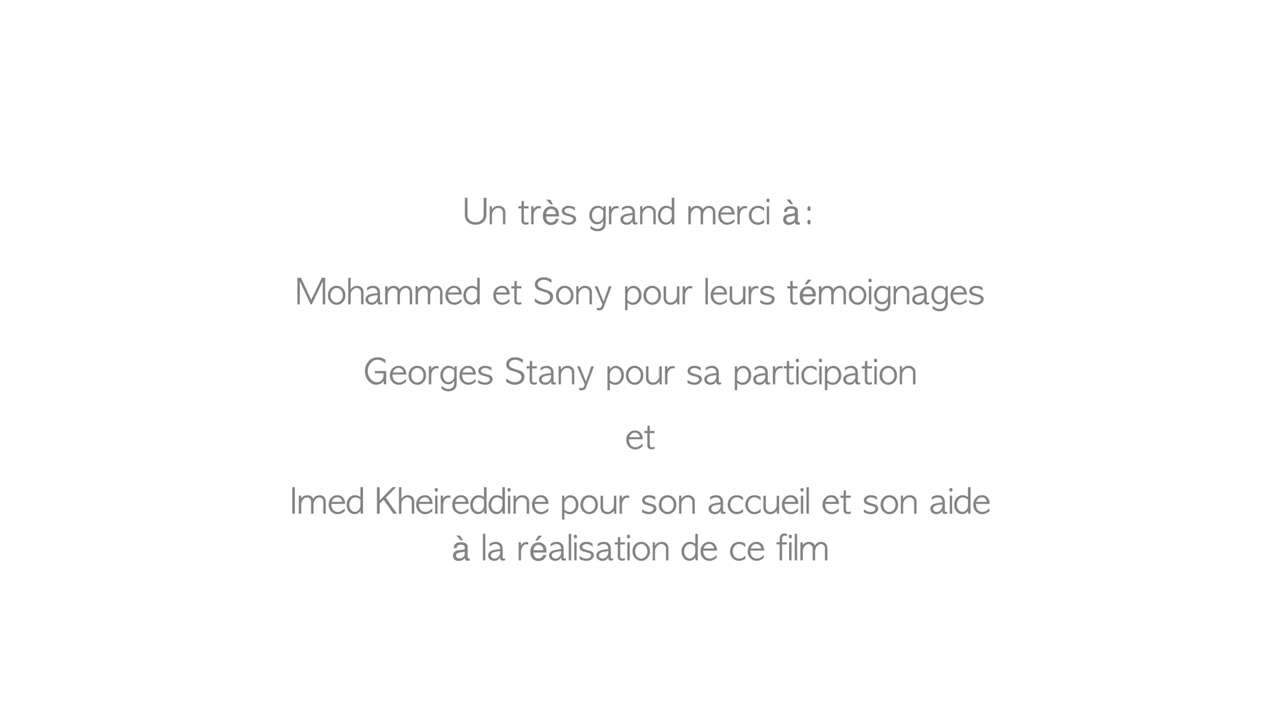 Un très grand merci à :
Mohammed et Sony pour leurs témoignages
Georges Stany pour sa participation
et
Imed Kheireddine pour son accueil et son aide
à la réalisation de ce film